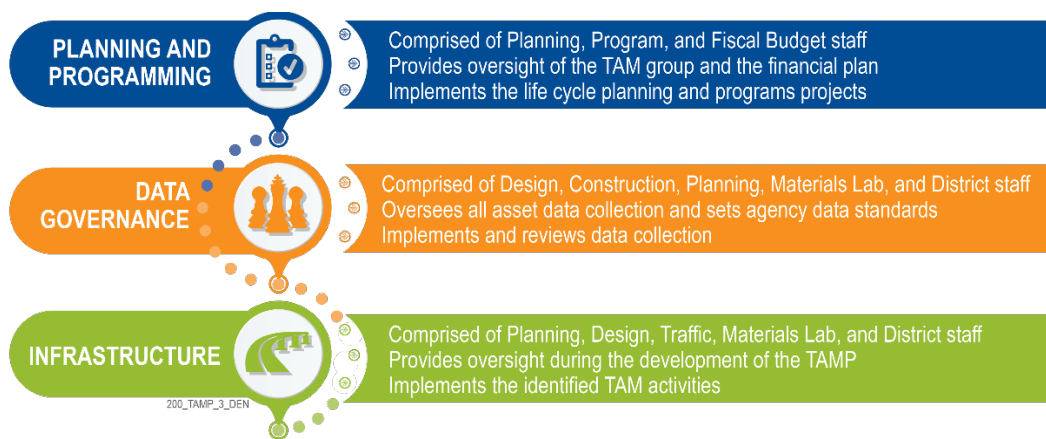 PLANNING AND
PROGRAMMING
Comprised of Planning, Program, and Fiscal Budget staff
Provides oversight of the TAM group and the financial plan
Implements the life cycle planning and programs projects
DATA
GOVERNANCE
Comprised of Design, Construction, Planning, Materials Lab, and District staff
Oversees all asset data collection and sets agency data standards
Implements and reviews data collection
INFRASTRUCTURE
Comprised of Planning, Design, Traffic, Materials Lab, and District staff
Provides oversight during the development of the TAMP
Implements the identified TAM activities
200_TAMP_3_DEN